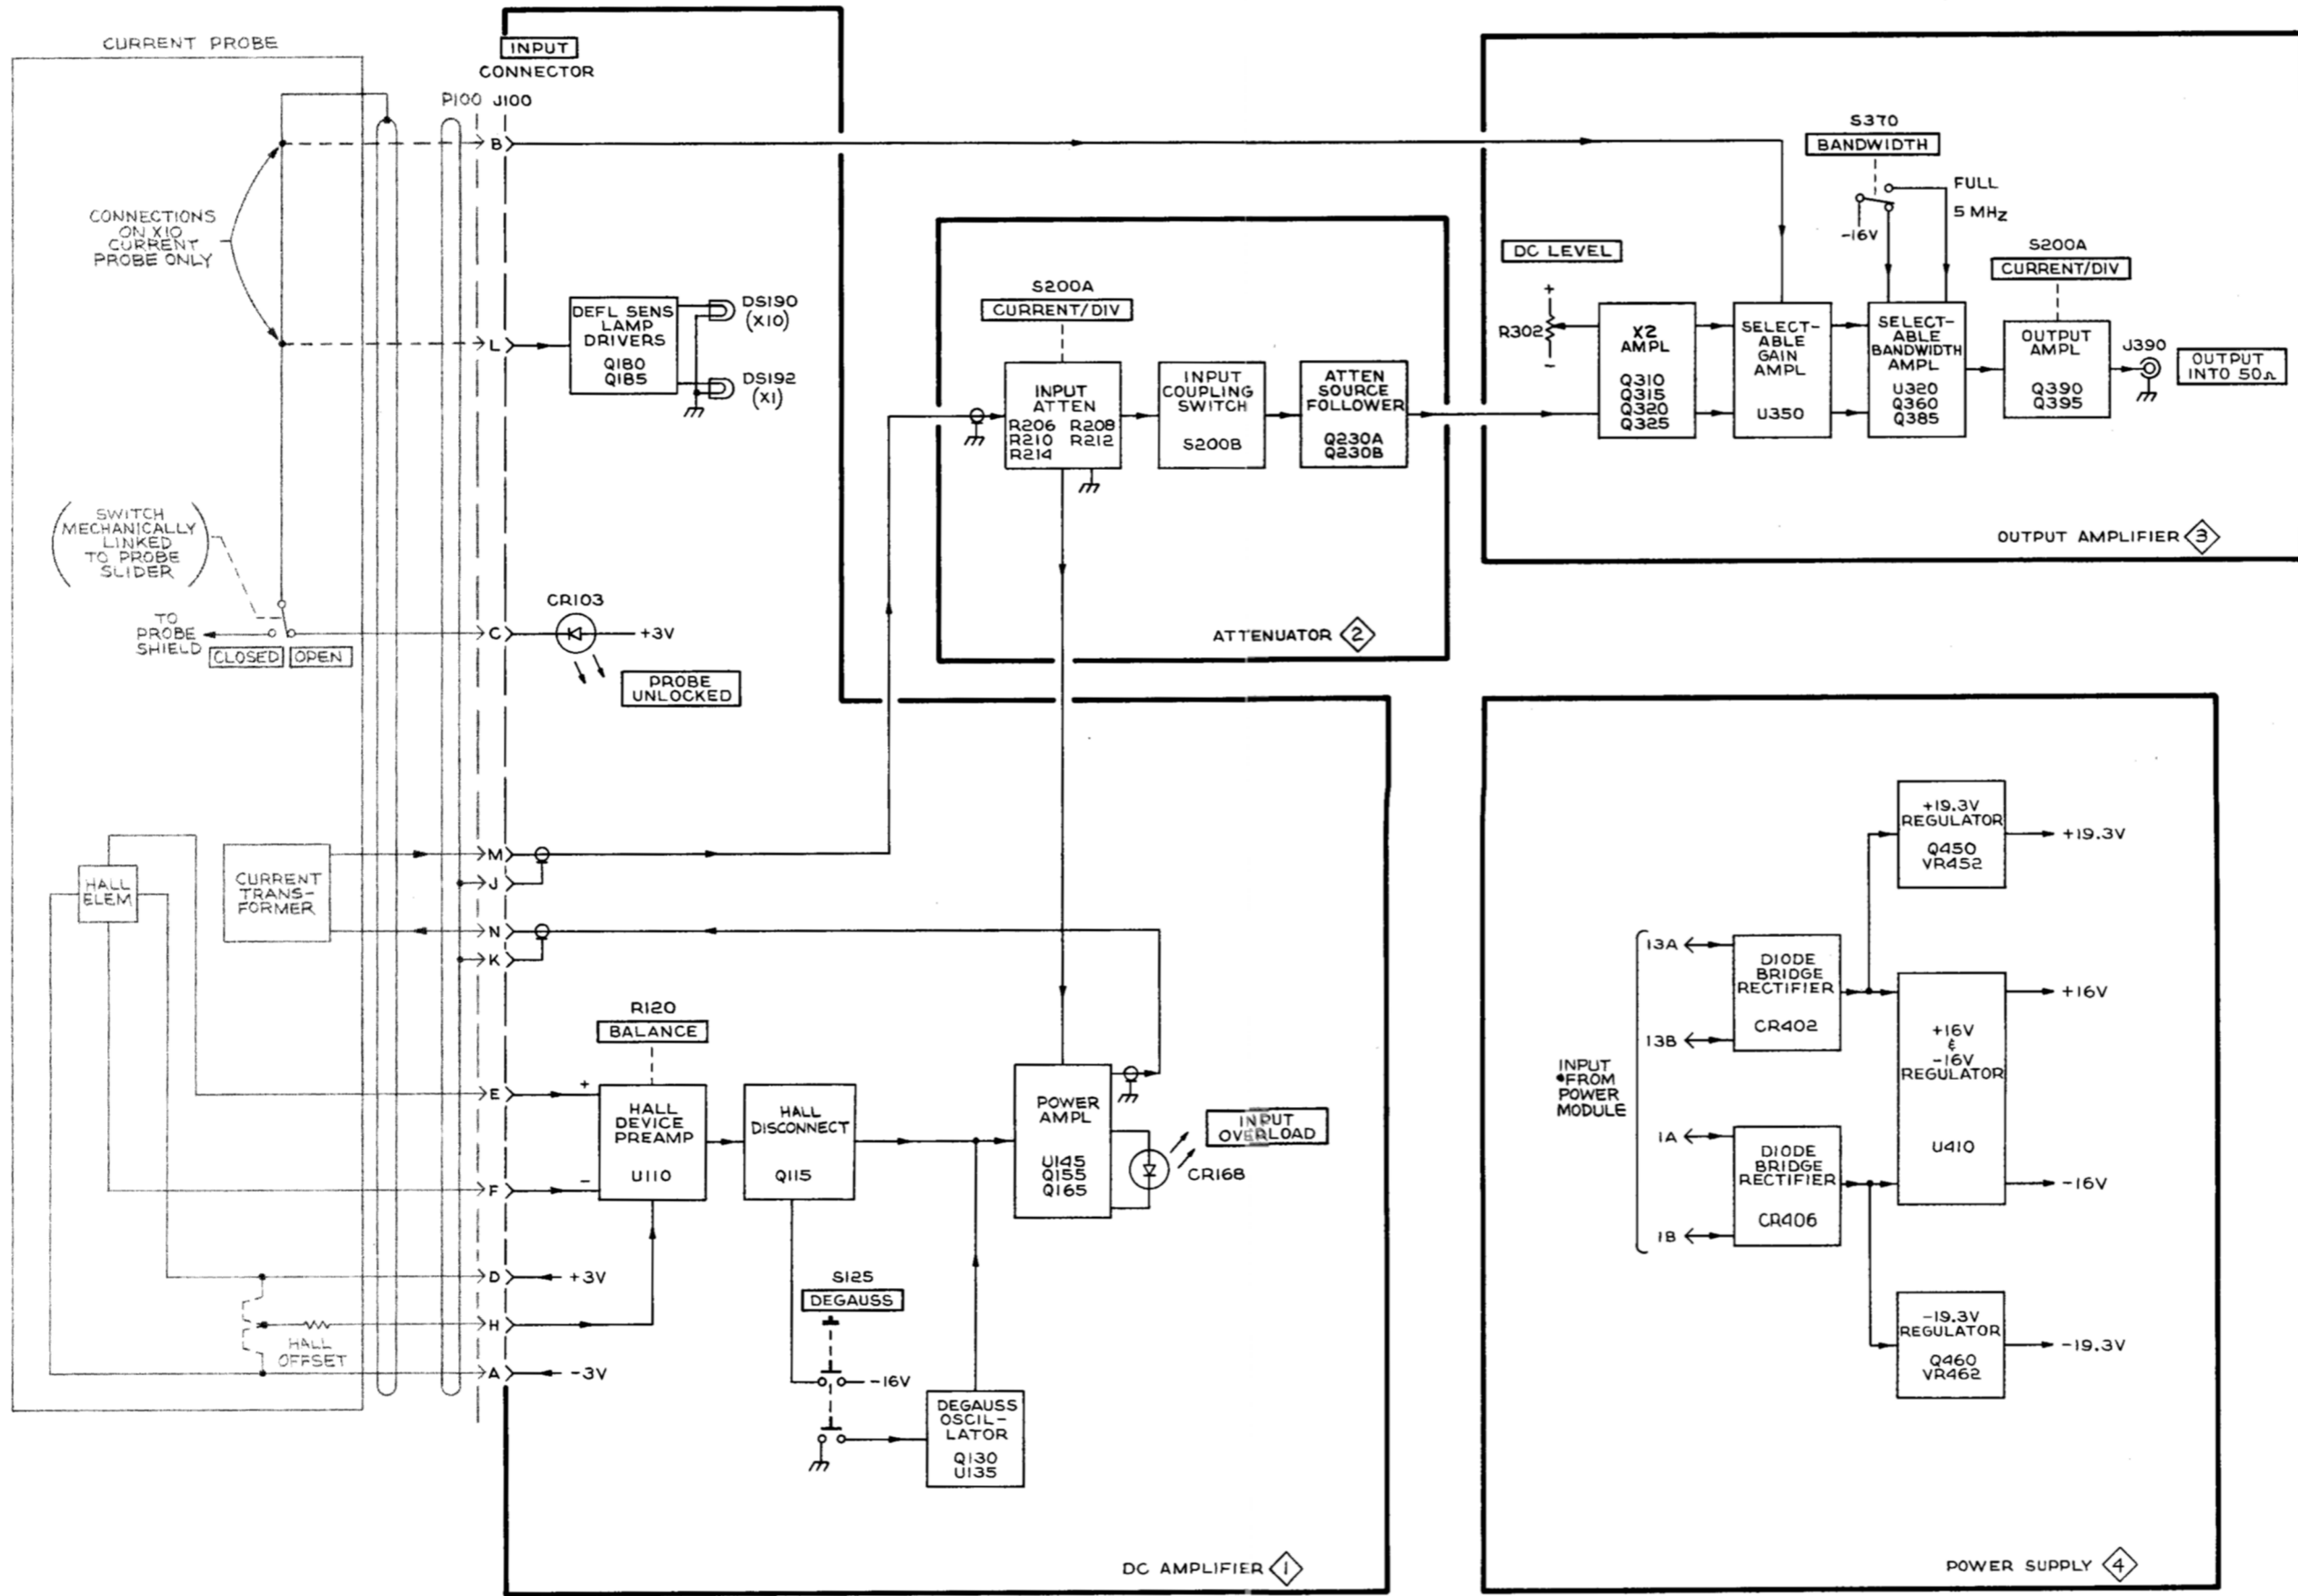 CURRENT PROBE
INPUT
CONNECTOR
P100 J100
B
CONNECTIONS
ON X10
CURRENT
PROBE ONLY
L
DEFL SENS
LAMP
DRIVERS
Q180
Q185
DS190
(X10)
DS192
(X1)
SWITCH
MECHANICALLY
LINKED
TO PROBE
SLIDER
TO
PROBE
SHIELD
CLOSED
OPEN
C
CR103
+3V
PROBE
UNLOCKED
HALL
ELEM
CURRENT
TRANS-
FORMER
M
J
N
K
R120
BALANCE
E
+
F
-
HALL
DEVICE
PREAMP
U110
HALL
DISCONNECT
Q115
POWER
AMPL
U145
Q155
Q165
INPUT
OVERLOAD
CR168
D
+3V
H
HALL
OFFSET
A
-3V
S125
DEGAUSS
-16V
DEGAUSS
OSCIL-
LATOR
Q130
U135
DC AMPLIFIER 1
S200A
CURRENT/DIV
INPUT
ATTEN
R206 R208
R210 R212
R214
INPUT
COUPLING
SWITCH
S200B
ATTEN
SOURCE
FOLLOWER
Q230A
Q230B
ATTENUATOR 2
DC LEVEL
+
R302
-
X2
AMPL
Q310
Q315
Q320
Q325
SELECT-
ABLE
GAIN
AMPL
U350
S370
BANDWIDTH
FULL
5 MHz
-16V
SELECT-
ABLE
BANDWIDTH
AMPL
U320
Q360
Q385
S200A
CURRENT/DIV
OUTPUT
AMPL
Q390
Q395
J390
OUTPUT
INTO 50Ω
OUTPUT AMPLIFIER 3
+19.3V
REGULATOR
Q450
VR452
+19.3V
INPUT
FROM
POWER
MODULE
13A
13B
DIODE
BRIDGE
RECTIFIER
CR402
+16V
&
-16V
REGULATOR
U410
+16V
-16V
1A
1B
DIODE
BRIDGE
RECTIFIER
CR406
-19.3V
REGULATOR
Q460
VR462
-19.3V
POWER SUPPLY 4